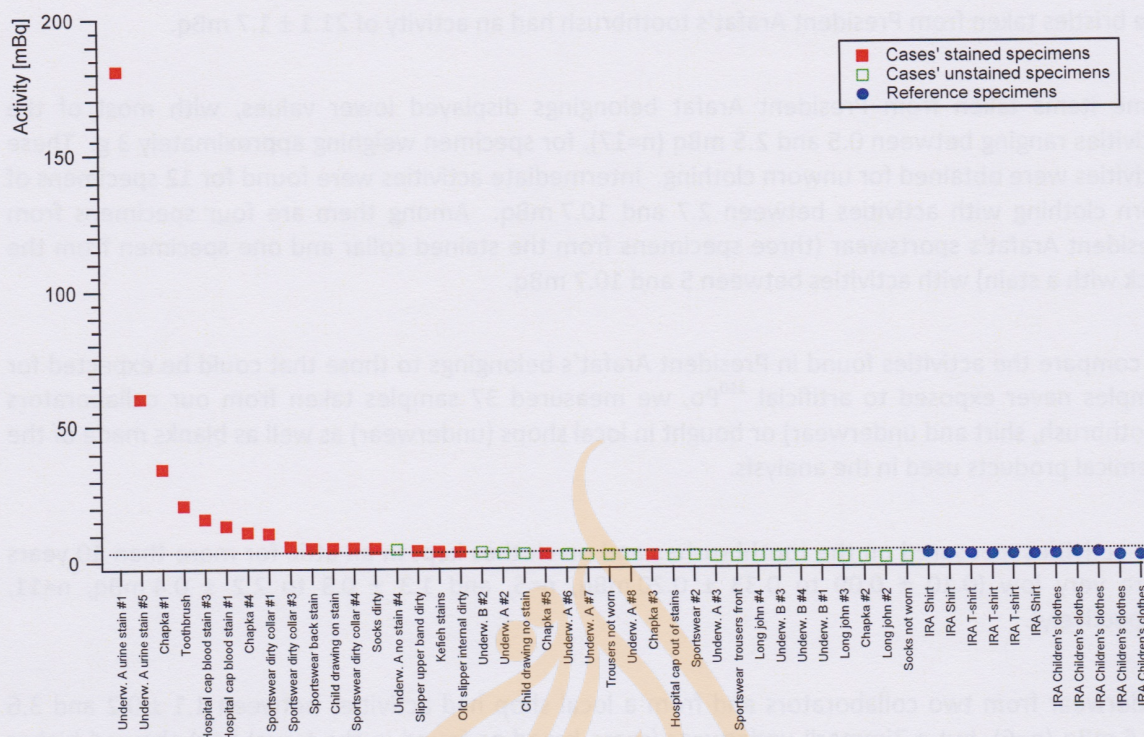 200
150
100
50
0
Activity [mBq]
Cases' stained specimens
Cases' unstained specimens
Reference specimens
Underw. A urine stain #1
Underw. A urine stain #5
Chapka #1
Toothbrush
Hospital cap blood stain #3
Hospital cap blood stain #1
Chapka #4
Sportswear dirty collar #1
Sportswear dirty collar #3
Sportswear back stain
Child drawing on stain
Sportswear dirty collar #4
Socks dirty
Underw. A no stain #4
Slipper upper band dirty
Kefieh stains
Old slipper internal dirty
Underw. B #2
Underw. A #2
Child drawing no stain
Chapka #5
Underw. A #6
Underw. A #7
Trousers not worn
Underw. A #8
Chapka #3
Hospital cap out of stains
Sportswear #2
Underw. A #3
Sportswear trousers front
Long john #4
Underw. B #3
Underw. B #4
Underw. B #1
Long john #3
Chapka #2
Long john #2
Socks not worn
IRA Shirt
IRA Shirt
IRA T-shirt
IRA T-shirt
IRA T-shirt
IRA Shirt
IRA Children's clothes
IRA Children's clothes
IRA Children's clothes
IRA Children's clothes
IRA Children's clothes